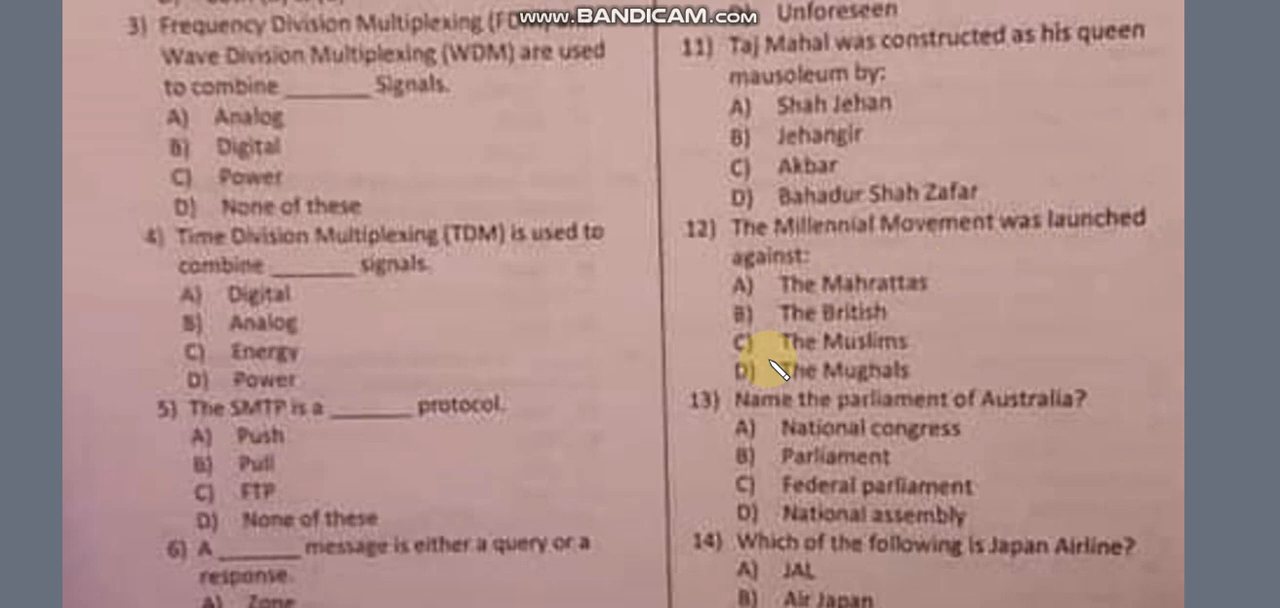 www.BANDICAM.com
3) Frequency Division Multiplexing
Wave Division Multiplexing (WDM) are used
to combine ______ Signals.
A) Analog
B) Digital
C) Power
D) None of these
4) Time Division Multiplexing (TDM) is used to
combine ______ signals.
A) Digital
B) Analog
C) Energy
D) Power
5) The SMTP is a ______ protocol.
A) Push
B) Pull
C) FTP
D) None of these
6) A ______ message is either a query or a
response.
A) Zone
Unforeseen
11) Taj Mahal was constructed as his queen
mausoleum by:
A) Shah Jehan
B) Jehangir
C) Akbar
D) Bahadur Shah Zafar
12) The Millennial Movement was launched
against:
A) The Mahrattas
B) The British
C) The Muslims
D) The Mughals
13) Name the parliament of Australia?
A) National congress
B) Parliament
C) Federal parliament
D) National assembly
14) Which of the following is Japan Airline?
A) JAL
B) Air Japan